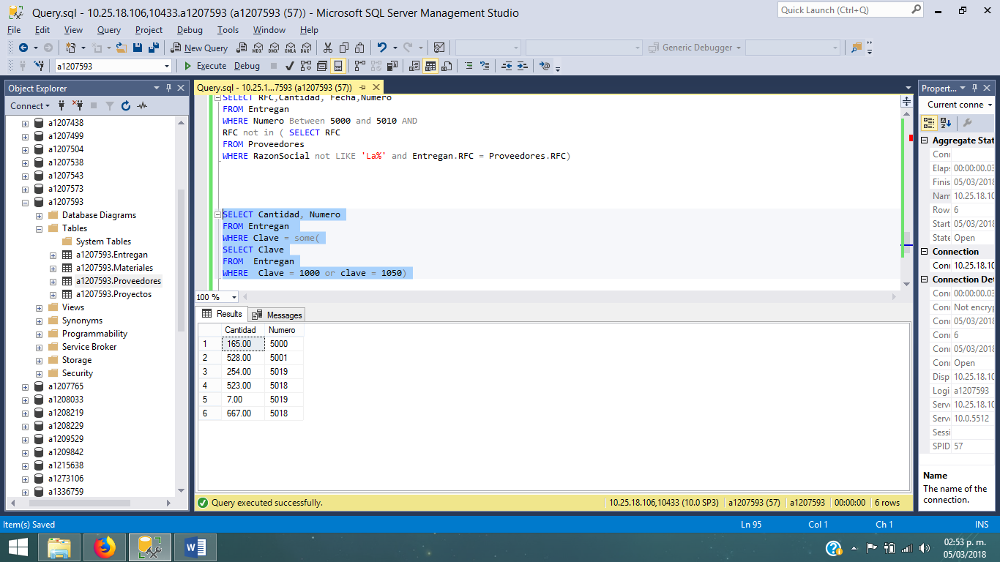 Query.sql - 10.25.18.106,10433.a1207593 (a1207593 (57)) - Microsoft SQL Server Management Studio
Quick Launch (Ctrl+Q)
File Edit View Query Project Debug Tools Window Help
New Query MDX DMX XMLA DAX Generic Debugger
a1207593 Execute Debug
Object Explorer
Connect
a1207438
a1207499
a1207504
a1207538
a1207543
a1207573
a1207593
Database Diagrams
Tables
System Tables
a1207593.Entregan
a1207593.Materiales
a1207593.Proveedores
a1207593.Proyectos
Views
Synonyms
Programmability
Service Broker
Storage
Security
a1207765
a1208033
a1208219
a1208229
a1209529
a1209842
a1215638
a1273106
a1336759
Query.sql - 10.25.1...7593 (a1207593 (57))
SELECT RFC,Cantidad, Fecha,Numero
FROM Entregan
WHERE Numero Between 5000 and 5010 AND
RFC not in ( SELECT RFC
FROM Proveedores
WHERE RazonSocial not LIKE 'La%' and Entregan.RFC = Proveedores.RFC)
SELECT Cantidad, Numero
FROM Entregan
WHERE Clave = some(
SELECT Clave
FROM Entregan
WHERE Clave = 1000 or clave = 1050)
100 %
Results Messages
Cantidad Numero
1 165.00 5000
2 528.00 5001
3 254.00 5019
4 523.00 5018
5 7.00 5019
6 667.00 5018
Query executed successfully. 10.25.18.106,10433 (10.0 SP3) a1207593 (57) a1207593 00:00:00 6 rows
Propert...
Current conne
Aggregate Stat
Conn
Elaps 00:00:00.03
Finis 05/03/2018
Nam 10.25.18.10
Row 6
Start 05/03/2018
State Open
Connection
Conn 10.25.18.10
Connection Det
Conn 00:00:00.03
Conn Not encryp
Conn 05/03/2018
Conn 6
Conn 05/03/2018
Conn Open
Disp 10.25.18.10
Logi a1207593
Serv 10.25.18.10
Serv 10.0.5512
Sessi
SPID 57
Name
The name of the
connection.
Item(s) Saved Ln 95 Col 1 Ch 1 INS
02:53 p. m.
05/03/2018